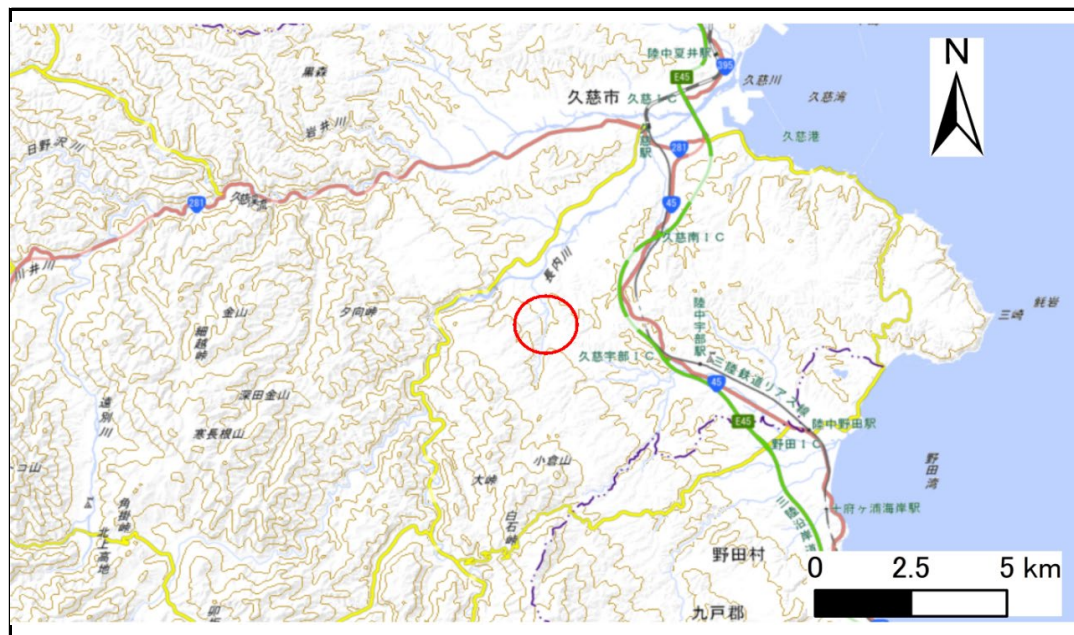 陸中夏井駅
395
E45
久慈川
久慈湾
黒森
久慈市
久慈IC
岩井川
久慈港
日野沢川
久慈駅
281
N
281
45
久慈南IC
長内川
川井川
金山
夕向峠
細越峠
陸中宇部駅
三崎
久慈宇部IC
三陸鉄道リアス線
45
遠別川
深田金山
寒長根山
E45
陸中野田駅
野田IC
野田湾
小倉山
大峠
白石峠
角掛峠
北上高地
十府ヶ浦海岸駅
野田村
九戸郡
0 2.5 5 km